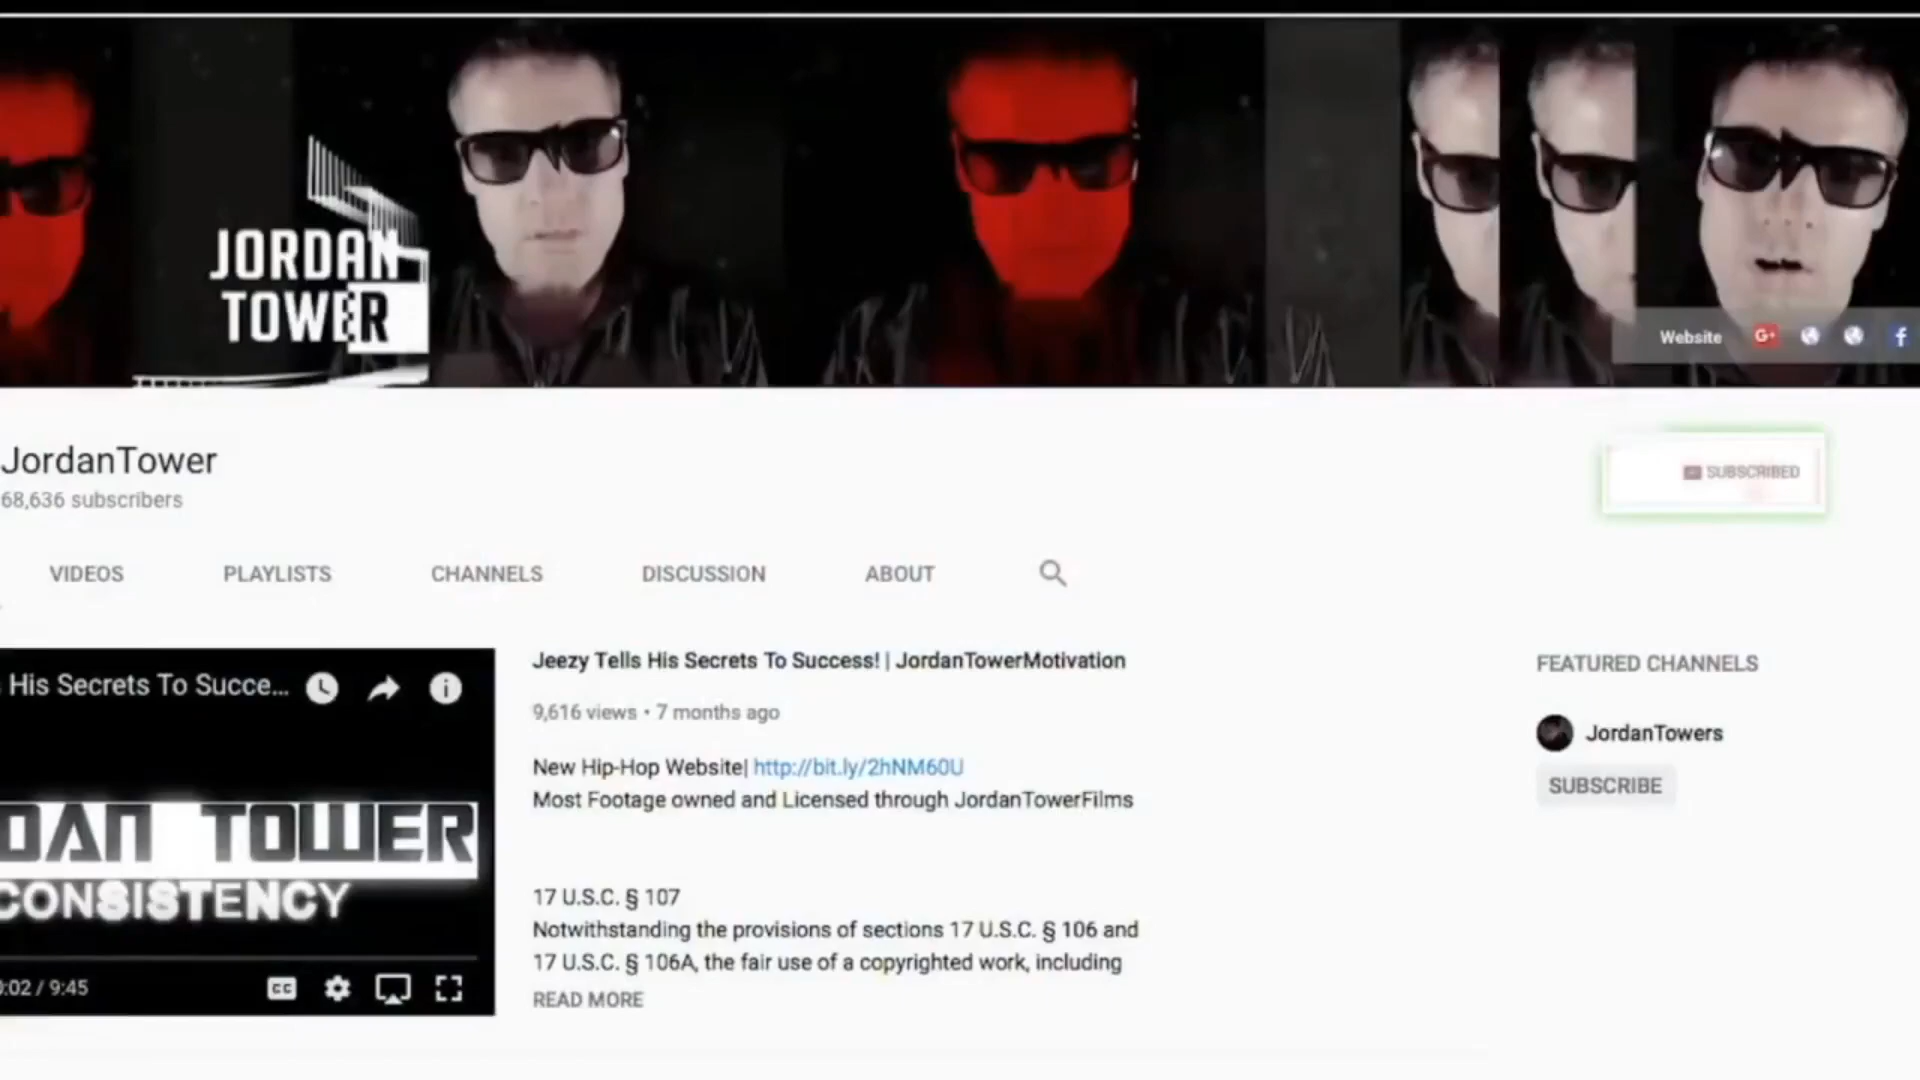 JORDAN
TOWER
Website
JordanTower
68,636 subscribers
SUBSCRIBED
VIDEOS
PLAYLISTS
CHANNELS
DISCUSSION
ABOUT
His Secrets To Succe...
DAN TOWER
CONSISTENCY
0:02 / 9:45
CC
Jeezy Tells His Secrets To Success! | JordanTowerMotivation
9,616 views • 7 months ago
New Hip-Hop Website| http://bit.ly/2hNM60U
Most Footage owned and Licensed through JordanTowerFilms
17 U.S.C. § 107
Notwithstanding the provisions of sections 17 U.S.C. § 106 and
17 U.S.C. § 106A, the fair use of a copyrighted work, including
READ MORE
FEATURED CHANNELS
JordanTowers
SUBSCRIBE